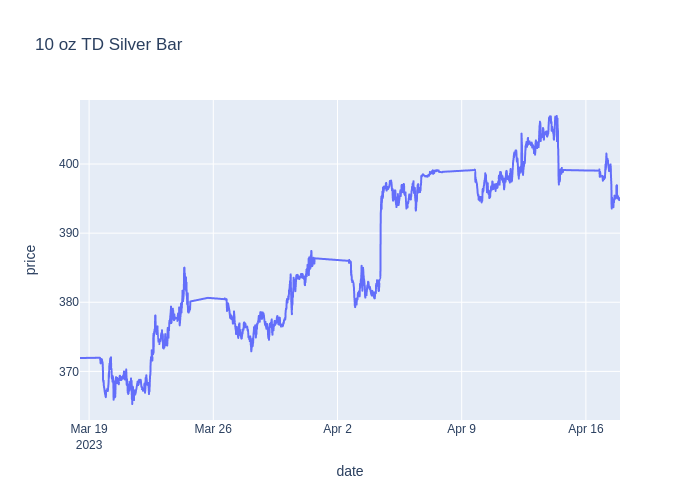 10 oz TD Silver Bar
400
390
380
370
price
Mar 19
2023
Mar 26
Apr 2
Apr 9
Apr 16
date